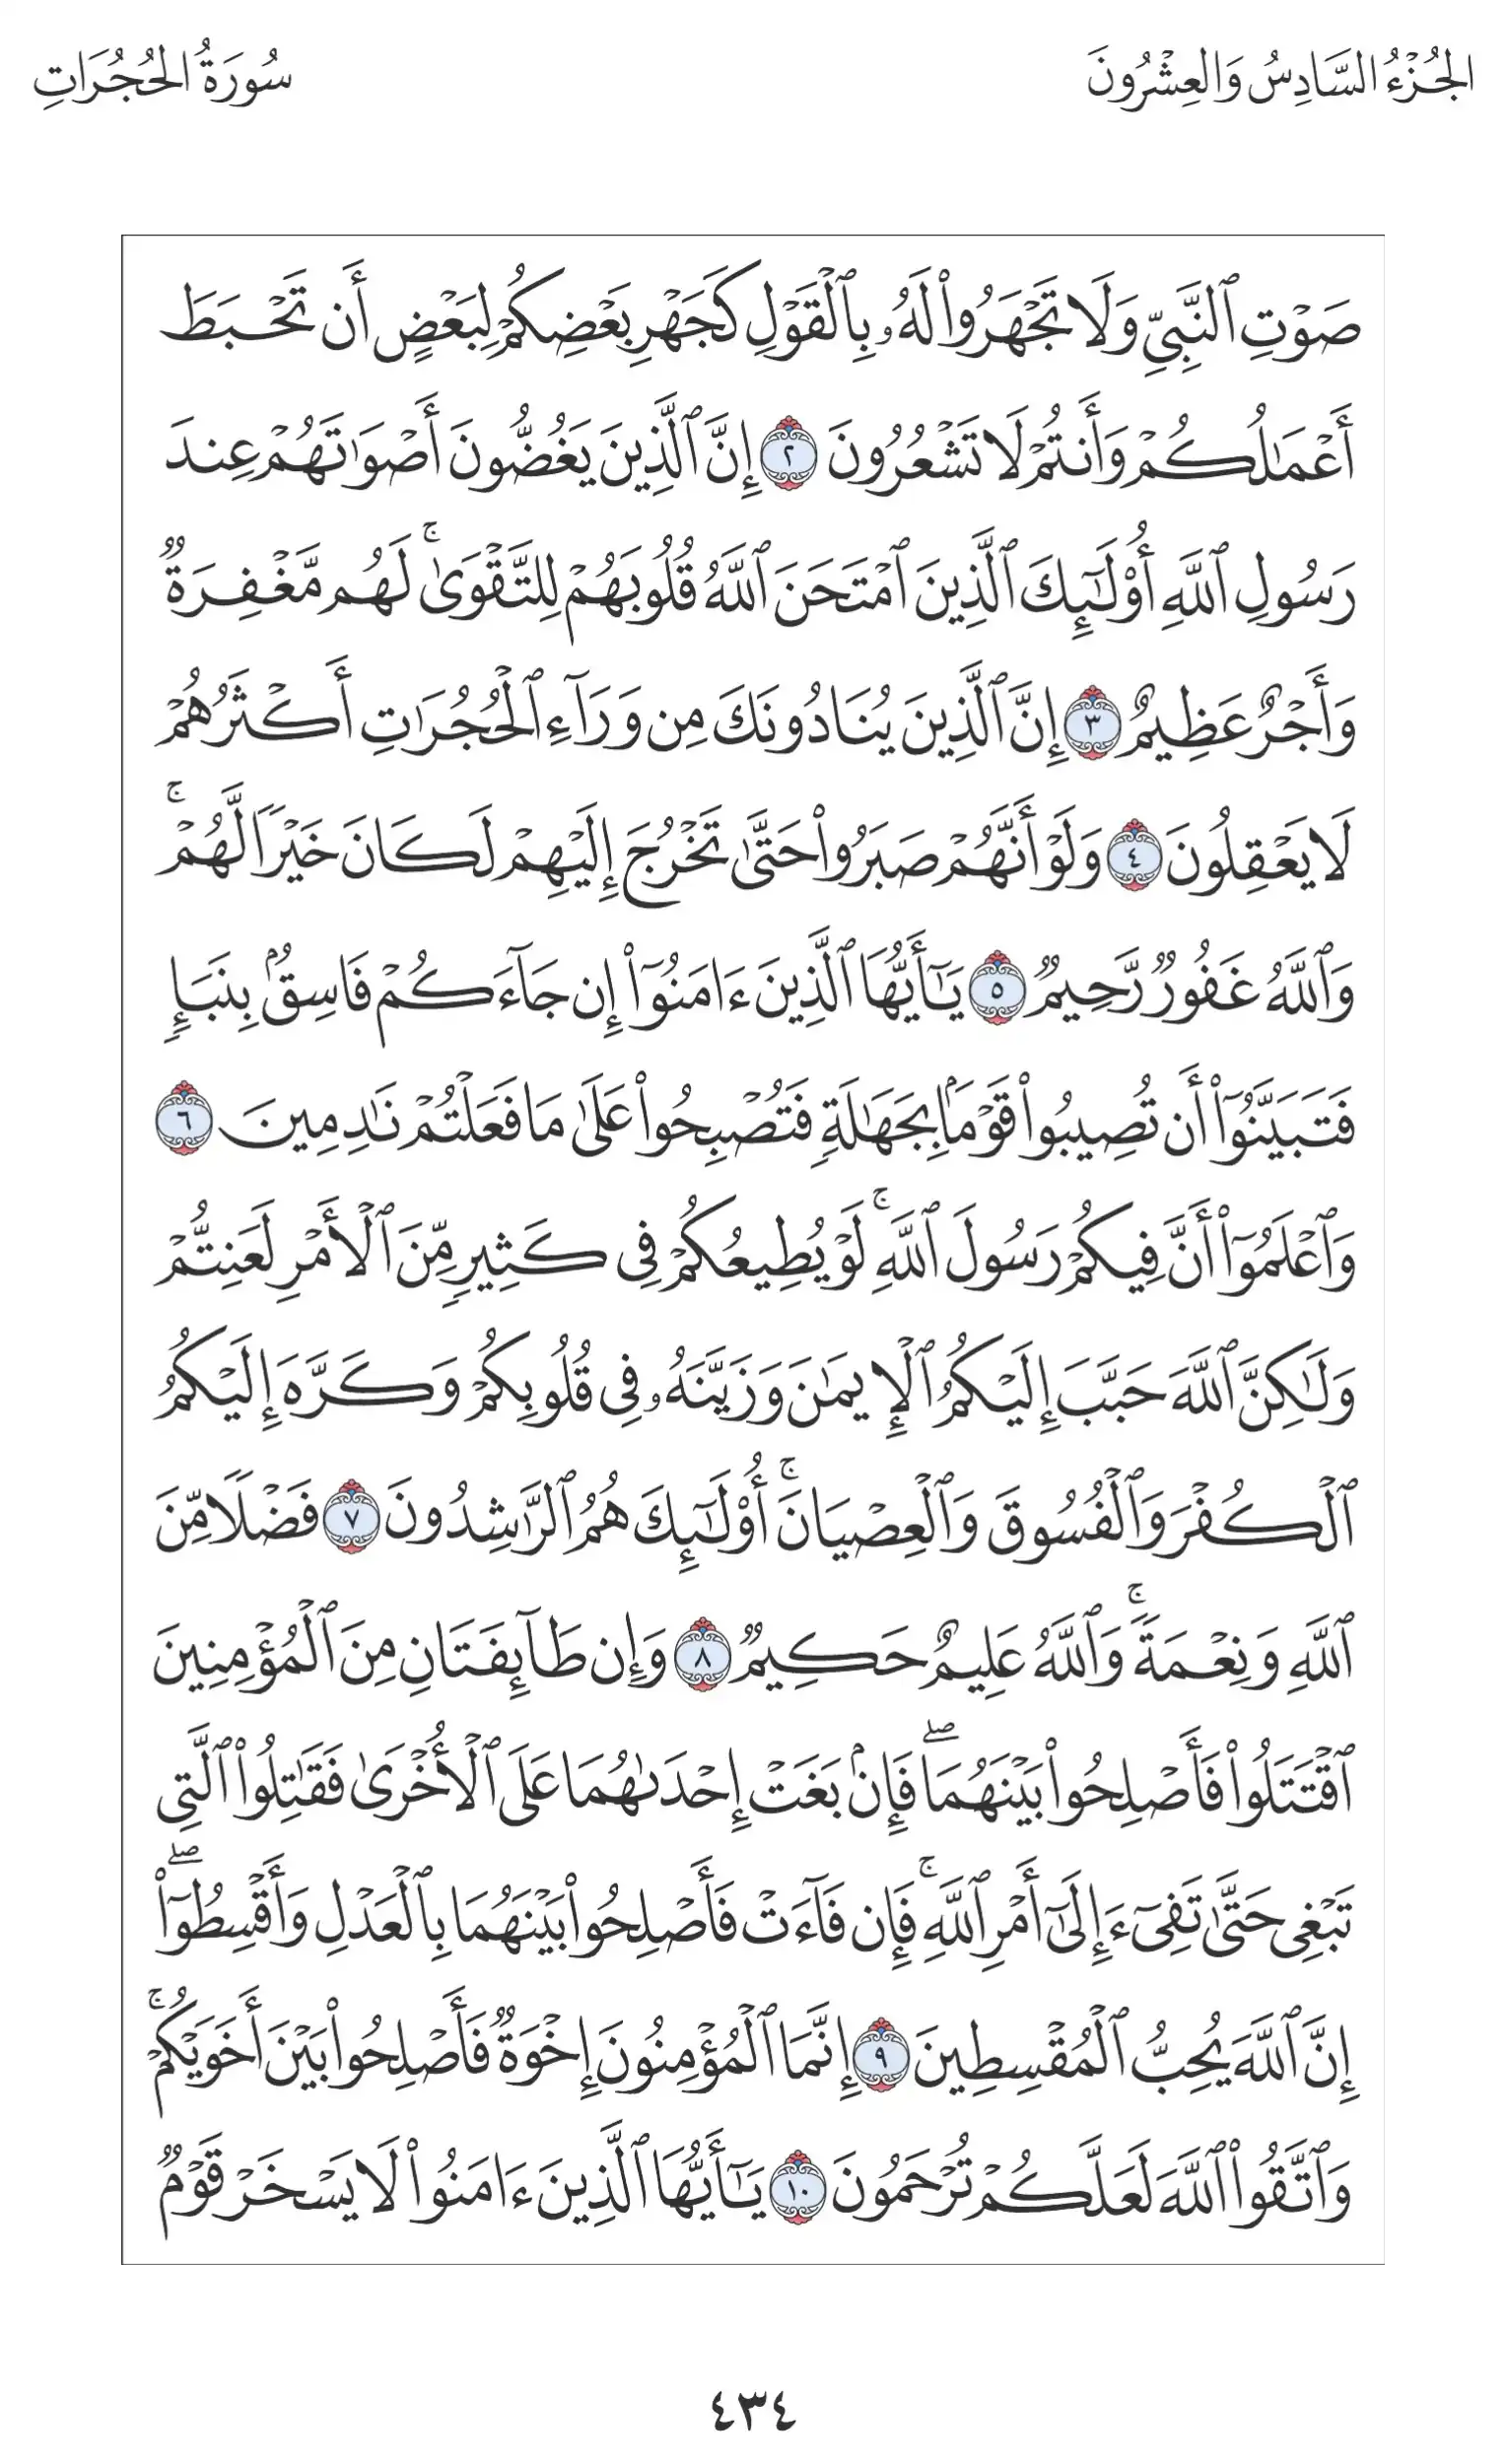 الجُزْءُ السَّادِسُ وَالعِشْرُونَ
سُورَةُ الحُجُرَاتِ
صَوْتِ ٱلنَّبِيِّ وَلَا تَجْهَرُواْ لَهُۥ بِٱلْقَوْلِ كَجَهْرِ بَعْضِكُمْ لِبَعْضٍ أَن تَحْبَطَ
أَعْمَٰلُكُمْ وَأَنتُمْ لَا تَشْعُرُونَ ٢ إِنَّ ٱلَّذِينَ يَغُضُّونَ أَصْوَٰتَهُمْ عِندَ
رَسُولِ ٱللَّهِ أُوْلَٰٓئِكَ ٱلَّذِينَ ٱمْتَحَنَ ٱللَّهُ قُلُوبَهُمْ لِلتَّقْوَىٰۚ لَهُم مَّغْفِرَةٌ
وَأَجْرٌ عَظِيمٌ ٣ إِنَّ ٱلَّذِينَ يُنَادُونَكَ مِن وَرَآءِ ٱلْحُجُرَٰتِ أَكْثَرُهُمْ
لَا يَعْقِلُونَ ٤ وَلَوْ أَنَّهُمْ صَبَرُواْ حَتَّىٰ تَخْرُجَ إِلَيْهِمْ لَكَانَ خَيْرًا لَّهُمْۚ
وَٱللَّهُ غَفُورٌ رَّحِيمٌ ٥ يَٰٓأَيُّهَا ٱلَّذِينَ ءَامَنُوٓاْ إِن جَآءَكُمْ فَاسِقُۢ بِنَبَإٍ
فَتَبَيَّنُوٓاْ أَن تُصِيبُواْ قَوْمَۢا بِجَهَٰلَةٍ فَتُصْبِحُواْ عَلَىٰ مَا فَعَلْتُمْ نَٰدِمِينَ ٦
وَٱعْلَمُوٓاْ أَنَّ فِيكُمْ رَسُولَ ٱللَّهِۚ لَوْ يُطِيعُكُمْ فِى كَثِيرٍ مِّنَ ٱلْأَمْرِ لَعَنِتُّمْ
وَلَٰكِنَّ ٱللَّهَ حَبَّبَ إِلَيْكُمُ ٱلْإِيمَٰنَ وَزَيَّنَهُۥ فِى قُلُوبِكُمْ وَكَرَّهَ إِلَيْكُمُ
ٱلْكُفْرَ وَٱلْفُسُوقَ وَٱلْعِصْيَانَۚ أُوْلَٰٓئِكَ هُمُ ٱلرَّٰشِدُونَ ٧ فَضْلًا مِّنَ
ٱللَّهِ وَنِعْمَةًۚ وَٱللَّهُ عَلِيمٌ حَكِيمٌ ٨ وَإِن طَآئِفَتَانِ مِنَ ٱلْمُؤْمِنِينَ
ٱقْتَتَلُواْ فَأَصْلِحُواْ بَيْنَهُمَاۖ فَإِنۢ بَغَتْ إِحْدَىٰهُمَا عَلَى ٱلْأُخْرَىٰ فَقَٰتِلُواْ ٱلَّتِى
تَبْغِى حَتَّىٰ تَفِىٓءَ إِلَىٰٓ أَمْرِ ٱللَّهِۚ فَإِن فَآءَتْ فَأَصْلِحُواْ بَيْنَهُمَا بِٱلْعَدْلِ وَأَقْسِطُوٓاْۖ
إِنَّ ٱللَّهَ يُحِبُّ ٱلْمُقْسِطِينَ ٩ إِنَّمَا ٱلْمُؤْمِنُونَ إِخْوَةٌ فَأَصْلِحُواْ بَيْنَ أَخَوَيْكُمْۚ
وَٱتَّقُواْ ٱللَّهَ لَعَلَّكُمْ تُرْحَمُونَ ١٠ يَٰٓأَيُّهَا ٱلَّذِينَ ءَامَنُواْ لَا يَسْخَرْ قَوْمٌ
٤٣٤